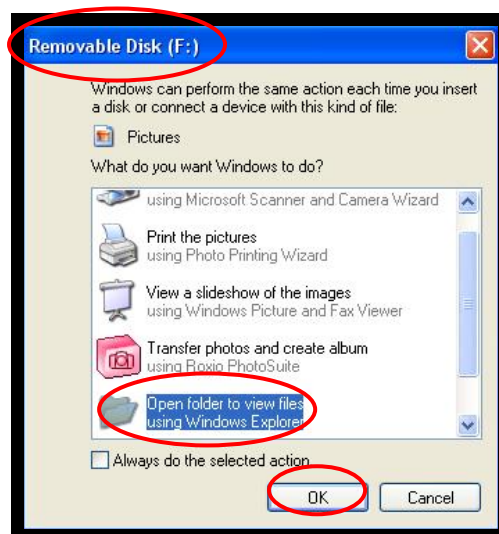 Removable Disk (F:)
Windows can perform the same action each time you insert
a disk or connect a device with this kind of file:
Pictures
What do you want Windows to do?
using Microsoft Scanner and Camera Wizard
Print the pictures
using Photo Printing Wizard
View a slideshow of the images
using Windows Picture and Fax Viewer
Transfer photos and create album
using Roxio PhotoSuite
Open folder to view files
using Windows Explorer
Always do the selected action
OK
Cancel